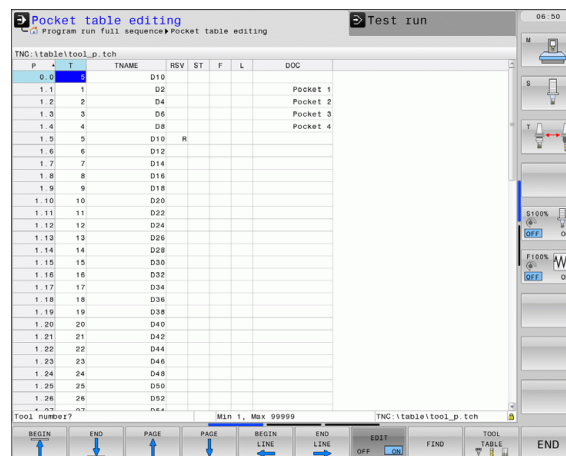 Pocket table editing
Program run full sequence▸Pocket table editing
Test run
06:50
TNC:\table\tool_p.tch
P T TNAME RSV ST F L DOC
0.0 5 D10
1.1 1 D2 Pocket 1
1.2 2 D4 Pocket 2
1.3 3 D6 Pocket 3
1.4 4 D8 Pocket 4
1.5 5 D10 R
1.6 6 D12
1.7 7 D14
1.8 8 D16
1.9 9 D18
1.10 10 D20
1.11 11 D22
1.12 12 D24
1.13 13 D26
1.14 14 D28
1.15 15 D30
1.16 16 D32
1.17 17 D34
1.18 18 D36
1.19 19 D38
1.20 20 D40
1.21 21 D42
1.22 22 D44
1.23 23 D46
1.24 24 D48
1.25 25 D50
1.26 26 D52
1.27 27 D54
Tool number?
Min 1, Max 99999
TNC:\table\tool_p.tch
M
S
T
S100%
OFF
F100%
OFF
BEGIN
END
PAGE
PAGE
BEGIN LINE
END LINE
EDIT
OFF ON
FIND
TOOL TABLE
END